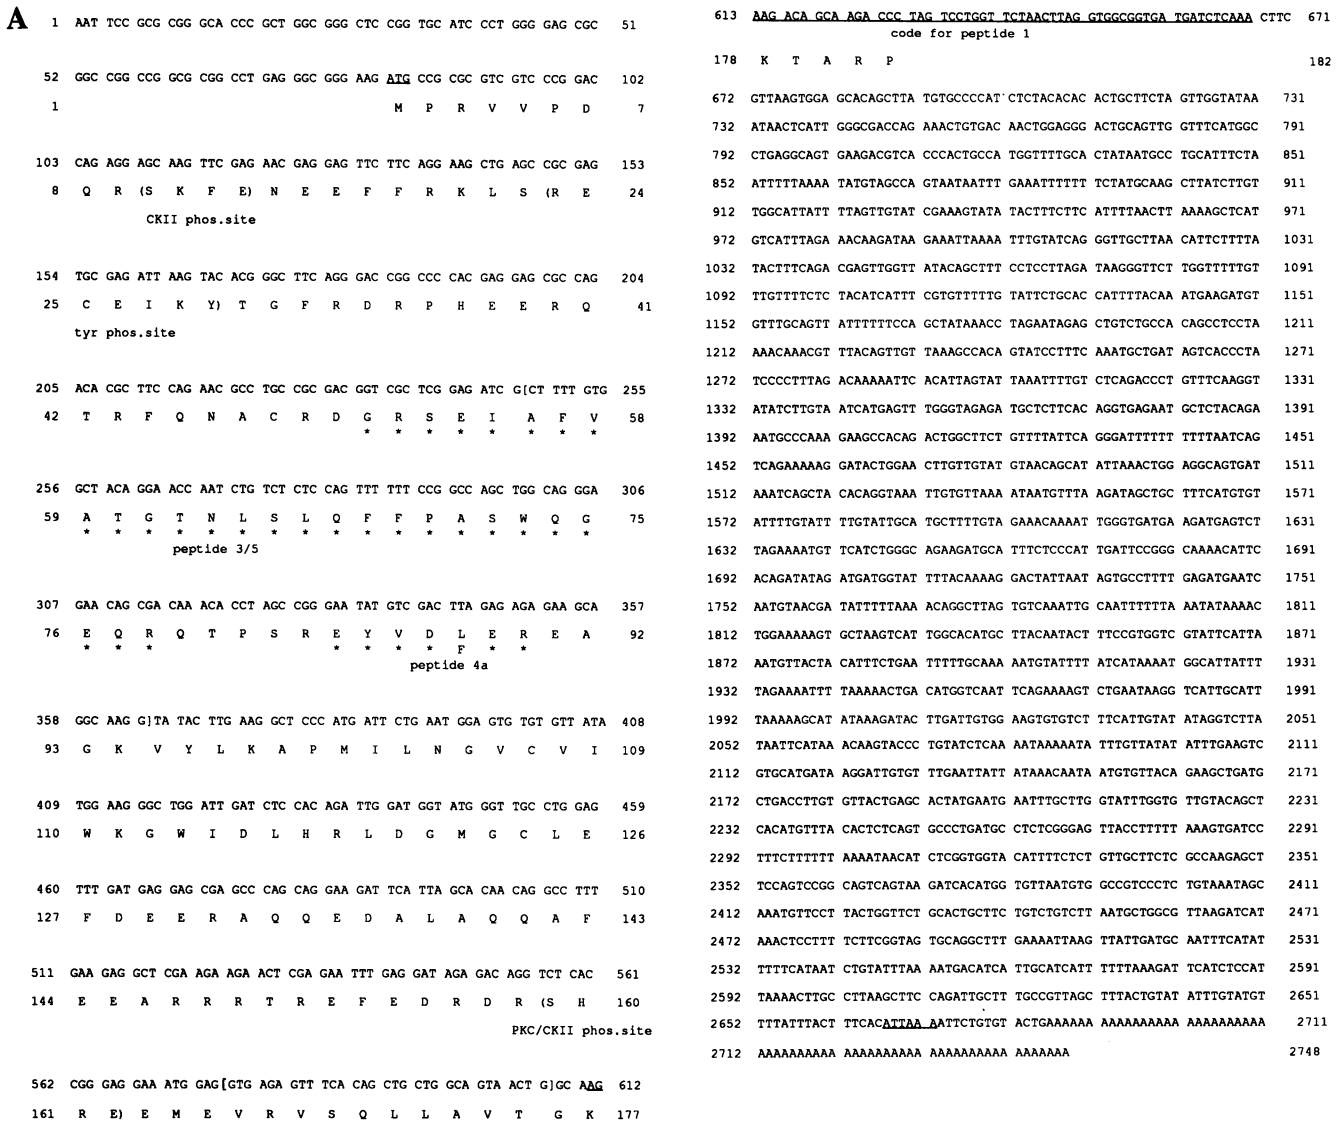 A
1 AAT TCC GCG CGG GCA CCC GCT GGC GGG CTC CGG TGC ATC CCT GGG GAG CGC 51
52 GGC CGG CCG GCG CGG CCT GAG GGC GGG AAG ATG CCG CGC GTC GTC CCG GAC 102
1 M P R V V P D 7
103 CAG AGG AGC AAG TTC GAG AAC GAG GAG TTC TTC AGG AAG CTG AGC CGC GAG 153
8 Q R (S K F E) N E E F F R K L S (R E 24
CKII phos.site
154 TGC GAG ATT AAG TAC ACG GGC TTC AGG GAC CGG CCC CAC GAG GAG CGC CAG 204
25 C E I K Y) T G F R D R P H E E R Q 41
tyr phos.site
205 ACA CGC TTC CAG AAC GCC TGC CGC GAC GGT CGC TCG GAG ATC G[CT TTT GTG 255
42 T R F Q N A C R D G R S E I A F V 58
* * * * * * * *
256 GCT ACA GGA ACC AAT CTG TCT CTC CAG TTT TTT CCG GCC AGC TGG CAG GGA 306
59 A T G T N L S L Q F F P A S W Q G 75
* * * * * * * * * * * * * * * * *
peptide 3/5
307 GAA CAG CGA CAA ACA CCT AGC CGG GAA TAT GTC GAC TTA GAG AGA GAA GCA 357
76 E Q R Q T P S R E Y V D L E R E A 92
* * * * * * * F * *
peptide 4a
358 GGC AAG G]TA TAC TTG AAG GCT CCC ATG ATT CTG AAT GGA GTG TGT GTT ATA 408
93 G K V Y L K A P M I L N G V C V I 109
409 TGG AAG GGC TGG ATT GAT CTC CAC AGA TTG GAT GGT ATG GGT TGC CTG GAG 459
110 W K G W I D L H R L D G M G C L E 126
460 TTT GAT GAG GAG CGA GCC CAG CAG GAA GAT TCA TTA GCA CAA CAG GCC TTT 510
127 F D E E R A Q Q E D A L A Q Q A F 143
511 GAA GAG GCT CGA AGA AGA ACT CGA GAA TTT GAG GAT AGA GAC AGG TCT CAC 561
144 E E A R R R T R E F E D R D R (S H 160
PKC/CKII phos.site
562 CGG GAG GAA ATG GAG[GTG AGA GTT TCA CAG CTG CTG GCA GTA ACT G]GC AAG 612
161 R E) E M E V R V S Q L L A V T G K 177
613 AAG ACA GCA AGA CCC TAG TCCTGGT TCTAACTTAG GTGGCGGTGA TGATCTCAAA CTTC 671
code for peptide 1
178 K T A R P 182
672 GTTAAGTGGA GCACAGCTTA TGTGCCCCAT CTCTACACAC ACTGCTTCTA GTTGGTATAA 731
732 ATAACTCATT GGGCGACCAG AAACTGTGAC AACTGGAGGG ACTGCAGTTG GTTTCATGGC 791
792 CTGAGGCAGT GAAGACGTCA CCCACTGCCA TGGTTTTGCA CTATAATGCC TGCATTTCTA 851
852 ATTTTTAAAA TATGTAGCCA GTAATAATTT GAAATTTTTT TCTATGCAAG CTTATCTTGT 911
912 TGGCATTATT TTAGTTGTAT CGAAAGTATA TACTTTCTTC ATTTTAACTT AAAAGCTCAT 971
972 GTCATTTAGA AACAAGATAA GAAATTAAAA TTTGTATCAG GGTTGCTTAA CATTCTTTTA 1031
1032 TACTTTCAGA CGAGTTGGTT ATACAGCTTT CCTCCTTAGA TAAGGGTTCT TGGTTTTTGT 1091
1092 TTGTTTTCTC TACATCATTT CGTGTTTTTG TATTCTGCAC CATTTTACAA ATGAAGATGT 1151
1152 GTTTGCAGTT ATTTTTTCCA GCTATAAACC TAGAATAGAG CTGTCTGCCA CAGCCTCCTA 1211
1212 AAACAAACGT TTACAGTTGT TAAAGCCACA GTATCCTTTC AAATGCTGAT AGTCACCCTA 1271
1272 TCCCCTTTAG ACAAAAATTC ACATTAGTAT TAAATTTTGT CTCAGACCCT GTTTCAAGGT 1331
1332 ATATCTTGTA ATCATGAGTT TGGGTAGAGA TGCTCTTCAC AGGTGAGAAT GCTCTACAGA 1391
1392 AATGCCCAAA GAAGCCACAG ACTGGCTTCT GTTTTATTCA GGGATTTTTT TTTTAATCAG 1451
1452 TCAGAAAAAG GATACTGGAA CTTGTTGTAT GTAACAGCAT ATTAAACTGG AGGCAGTGAT 1511
1512 AAATCAGCTA CACAGGTAAA TTGTGTTAAA ATAATGTTTA AGATAGCTGC TTTCATGTGT 1571
1572 ATTTTGTATT TTGTATTGCA TGCTTTTGTA GAAACAAAAT TGGGTGATGA AGATGAGTCT 1631
1632 TAGAAAATGT TCATCTGGGC AGAAGATGCA TTTCTCCCAT TGATTCCGGG CAAAACATTC 1691
1692 ACAGATATAG ATGATGGTAT TTTACAAAAG GACTATTAAT AGTGCCTTTT GAGATGAATC 1751
1752 AATGTAACGA TATTTTTAAA ACAGGCTTAG TGTCAAATTG CAATTTTTTA AATATAAAAC 1811
1812 TGGAAAAAGT GCTAAGTCAT TGGCACATGC TTACAATACT TTCCGTGGTC GTATTCATTA 1871
1872 AATGTTACTA CATTTCTGAA TTTTTGCAAA AATGTATTTT ATCATAAAAT GGCATTATTT 1931
1932 TAGAAAATTT TAAAAACTGA CATGGTCAAT TCAGAAAAGT CTGAATAAGG TCATTGCATT 1991
1992 TAAAAAGCAT ATAAAGATAC TTGATTGTGG AAGTGTGTCT TTCATTGTAT ATAGGTCTTA 2051
2052 TAATTCATAA ACAAGTACCC TGTATCTCAA AATAAAAATA TTTGTTATAT ATTTGAAGTC 2111
2112 GTGCATGATA AGGATTGTGT TTGAATTATT ATAAACAATA ATGTGTTACA GAAGCTGATG 2171
2172 CTGACCTTGT GTTACTGAGC ACTATGAATG AATTTGCTTG GTATTTGGTG TTGTACAGCT 2231
2232 CACATGTTTA CACTCTCAGT GCCCTGATGC CTCTCGGGAG TTACCTTTTT AAAGTGATCC 2291
2292 TTTCTTTTTT AAAATAACAT CTCGGTGGTA CATTTTCTCT GTTGCTTCTC GCCAAGAGCT 2351
2352 TCCAGTCCGG CAGTCAGTAA GATCACATGG TGTTAATGTG GCCGTCCCTC TGTAAATAGC 2411
2412 AAATGTTCCT TACTGGTTCT GCACTGCTTC TGTCTGTCTT AATGCTGGCG TTAAGATCAT 2471
2472 AAACTCCTTT TCTTCGGTAG TGCAGGCTTT GAAAATTAAG TTATTGATGC AATTTCATAT 2531
2532 TTTTCATAAT CTGTATTTAA AATGACATCA TTGCATCATT TTTTAAAGAT TCATCTCCAT 2591
2592 TAAAACTTGC CTTAAGCTTC CAGATTGCTT TGCCGTTAGC TTTACTGTAT ATTTGTATGT 2651
2652 TTTATTTACT TTCACATTAA AATTCTGTGT ACTGAAAAAA AAAAAAAAAA AAAAAAAAAA 2711
2712 AAAAAAAAAA AAAAAAAAAA AAAAAAAAAA AAAAAAA 2748